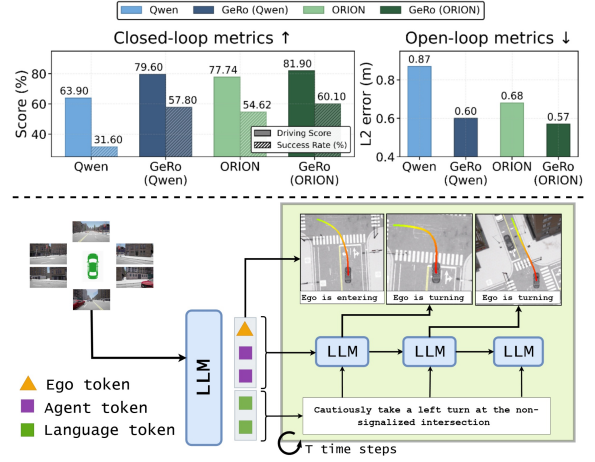 Qwen
GeRo (Qwen)
ORION
GeRo (ORION)
Closed-loop metrics ↑
Score (%)
80
60
40
63.90
31.60
79.60
57.80
77.74
54.62
81.90
60.10
Driving Score
Success Rate (%)
Qwen
GeRo
(Qwen)
ORION
GeRo
(ORION)
Open-loop metrics ↓
L2 error (m)
0.8
0.6
0.4
0.87
0.60
0.68
0.57
Qwen
GeRo
(Qwen)
ORION
GeRo
(ORION)
Ego is entering
Ego is turning
Ego is turning
LLM
LLM
LLM
LLM
Ego token
Agent token
Language token
Cautiously take a left turn at the non-
signalized intersection
T time steps